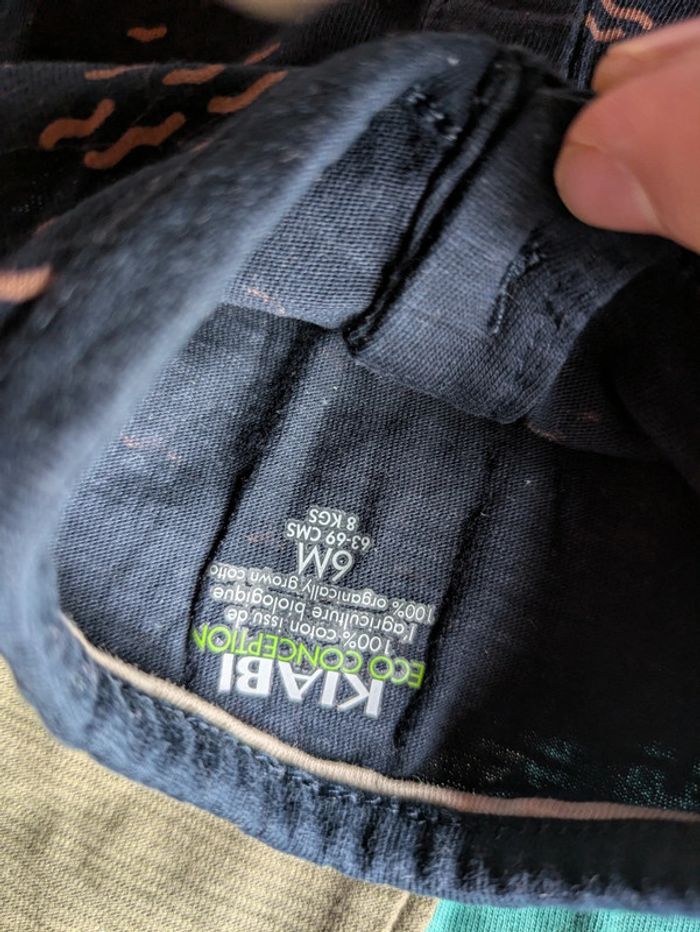 KIABI
ECO CONCEPTION
100% coton issu de
l'agriculture biologique
100% organically grown cotto
6M
63-69 CMS
8 KGS